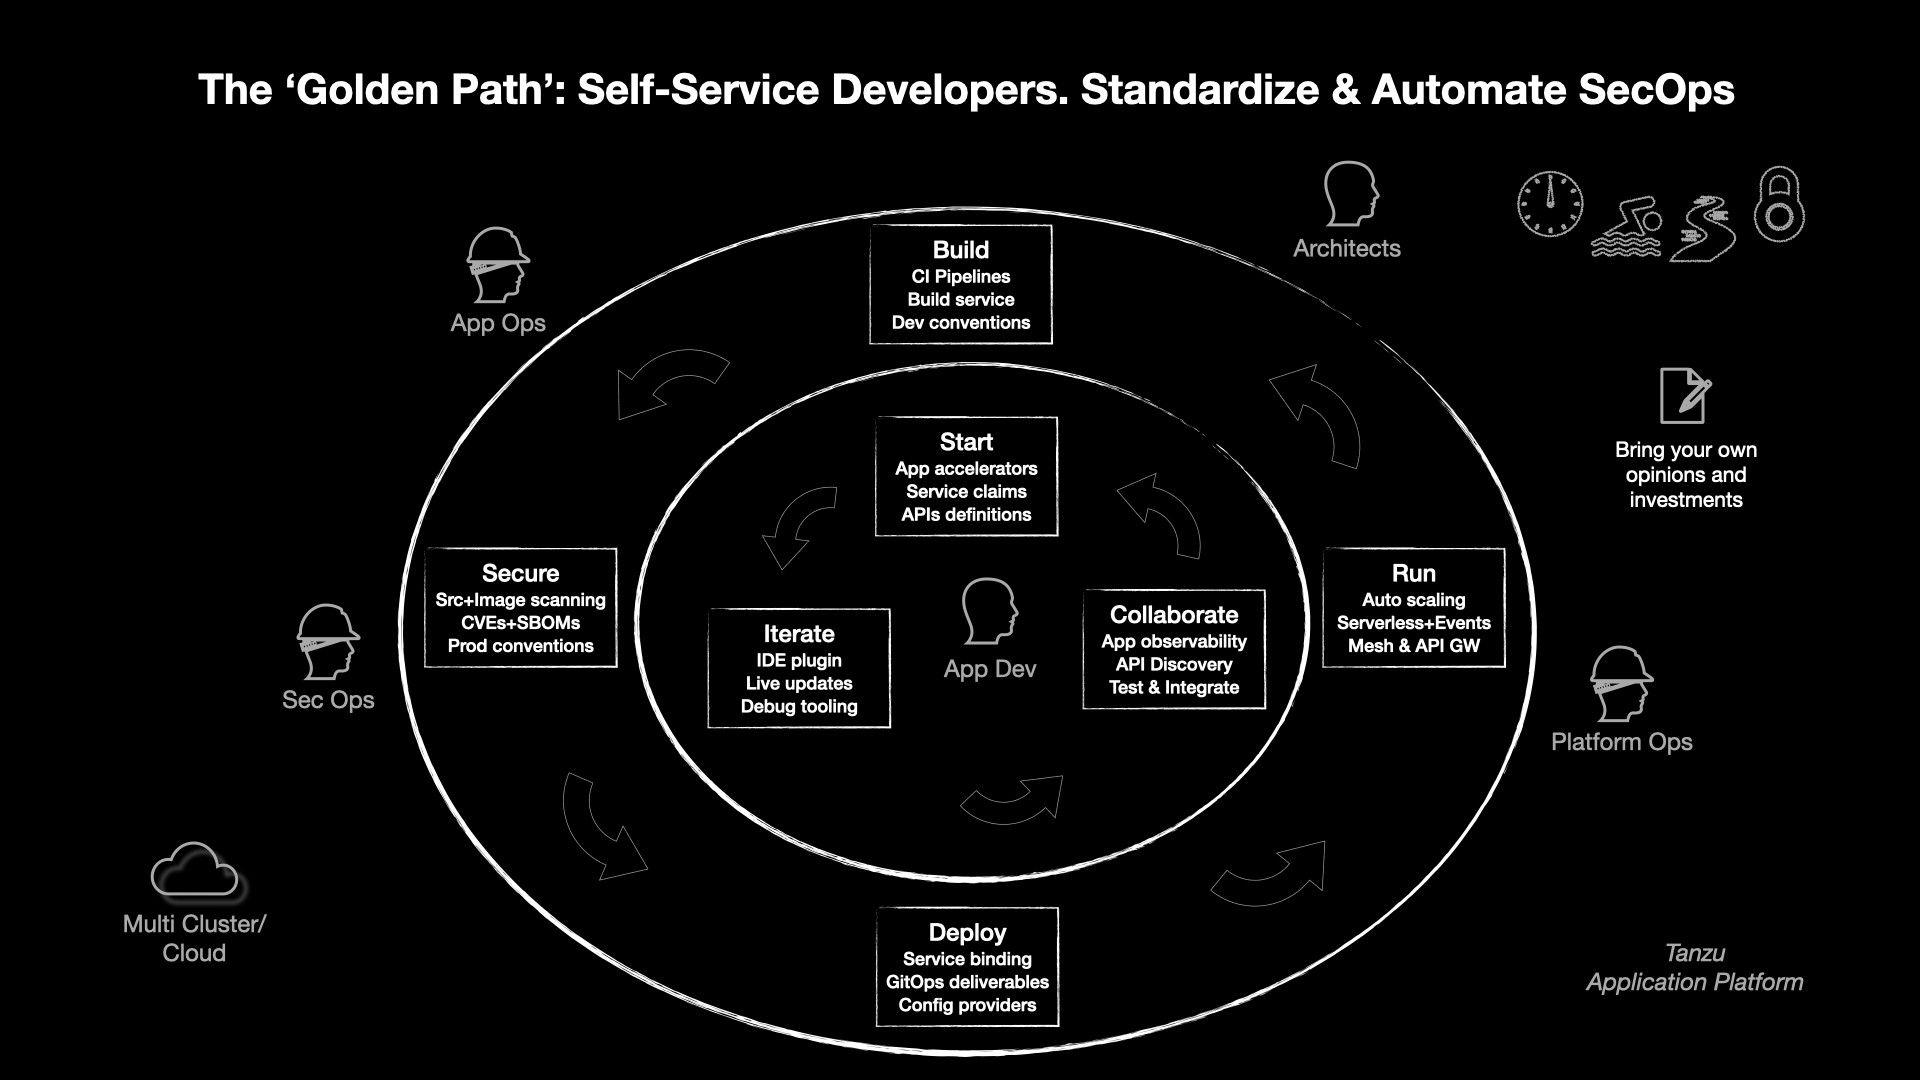 The ‘Golden Path’: Self-Service Developers. Standardize & Automate SecOps
Architects
App Ops
Build
CI Pipelines
Build service
Dev conventions
Bring your own
opinions and
investments
Start
App accelerators
Service claims
APIs definitions
Secure
Src+Image scanning
CVEs+SBOMs
Prod conventions
Iterate
IDE plugin
Live updates
Debug tooling
App Dev
Collaborate
App observability
API Discovery
Test & Integrate
Run
Auto scaling
Serverless+Events
Mesh & API GW
Sec Ops
Platform Ops
Multi Cluster/
Cloud
Deploy
Service binding
GitOps deliverables
Config providers
Tanzu
Application Platform